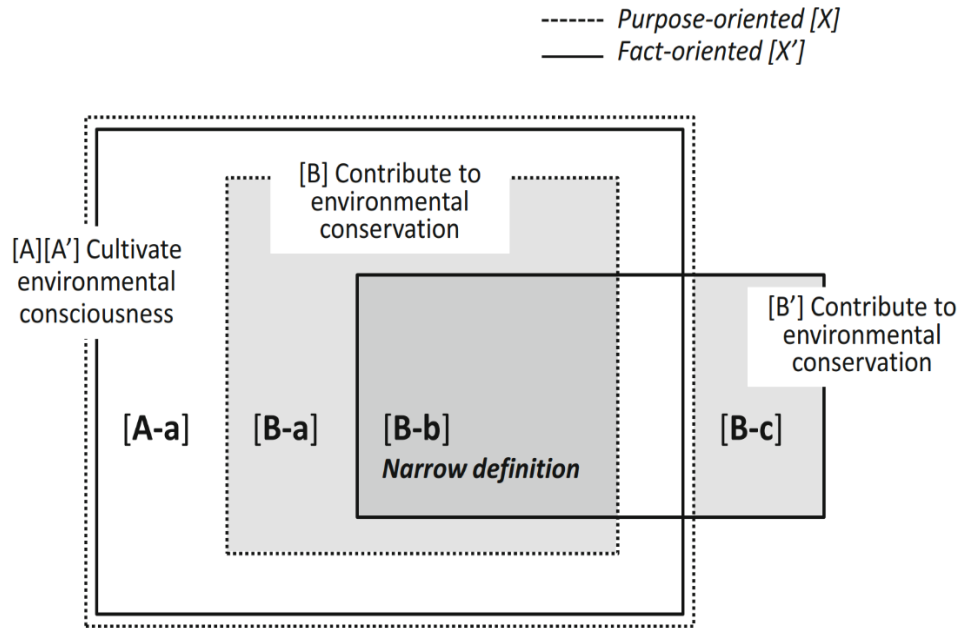 Purpose-oriented [X]
Fact-oriented [X']
[B] Contribute to
environmental
conservation
[A][A'] Cultivate
environmental
consciousness
[B'] Contribute to
environmental
conservation
[A-a]
[B-a]
[B-b]
Narrow definition
[B-c]